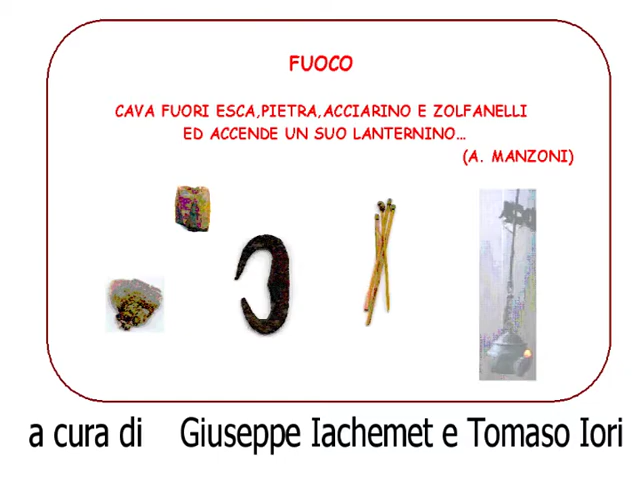 FUOCO
CAVA FUORI ESCA,PIETRA,ACCIARINO E ZOLFANELLI
ED ACCENDE UN SUO LANTERNINO…
(A. MANZONI)
a cura di Giuseppe Iachemet e Tomaso Iori